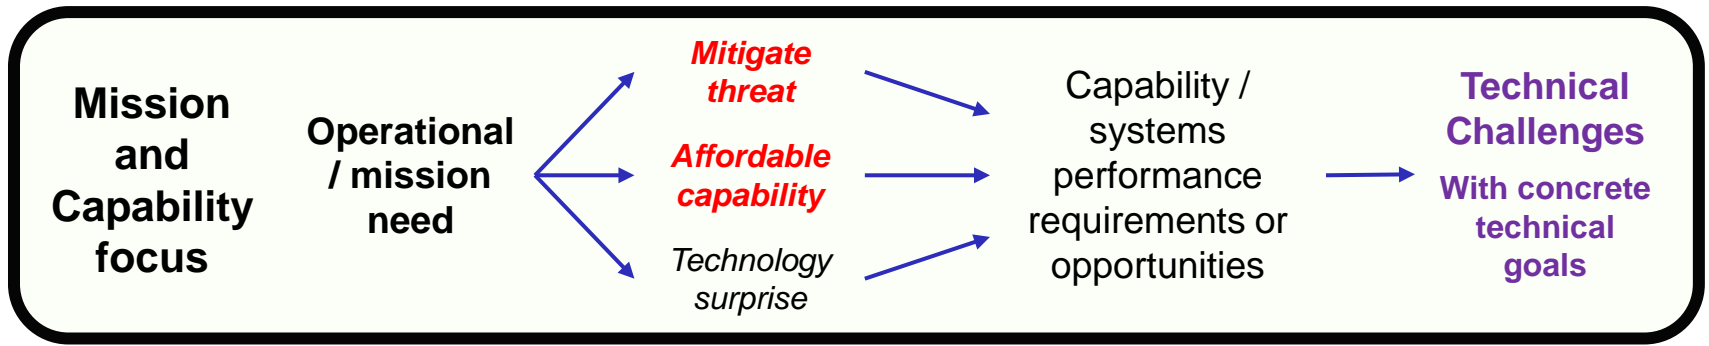 Mission
and
Capability
focus
Operational
/ mission
need
Mitigate
threat
Affordable
capability
Technology
surprise
Capability /
systems
performance
requirements or
opportunities
Technical
Challenges
With concrete
technical
goals